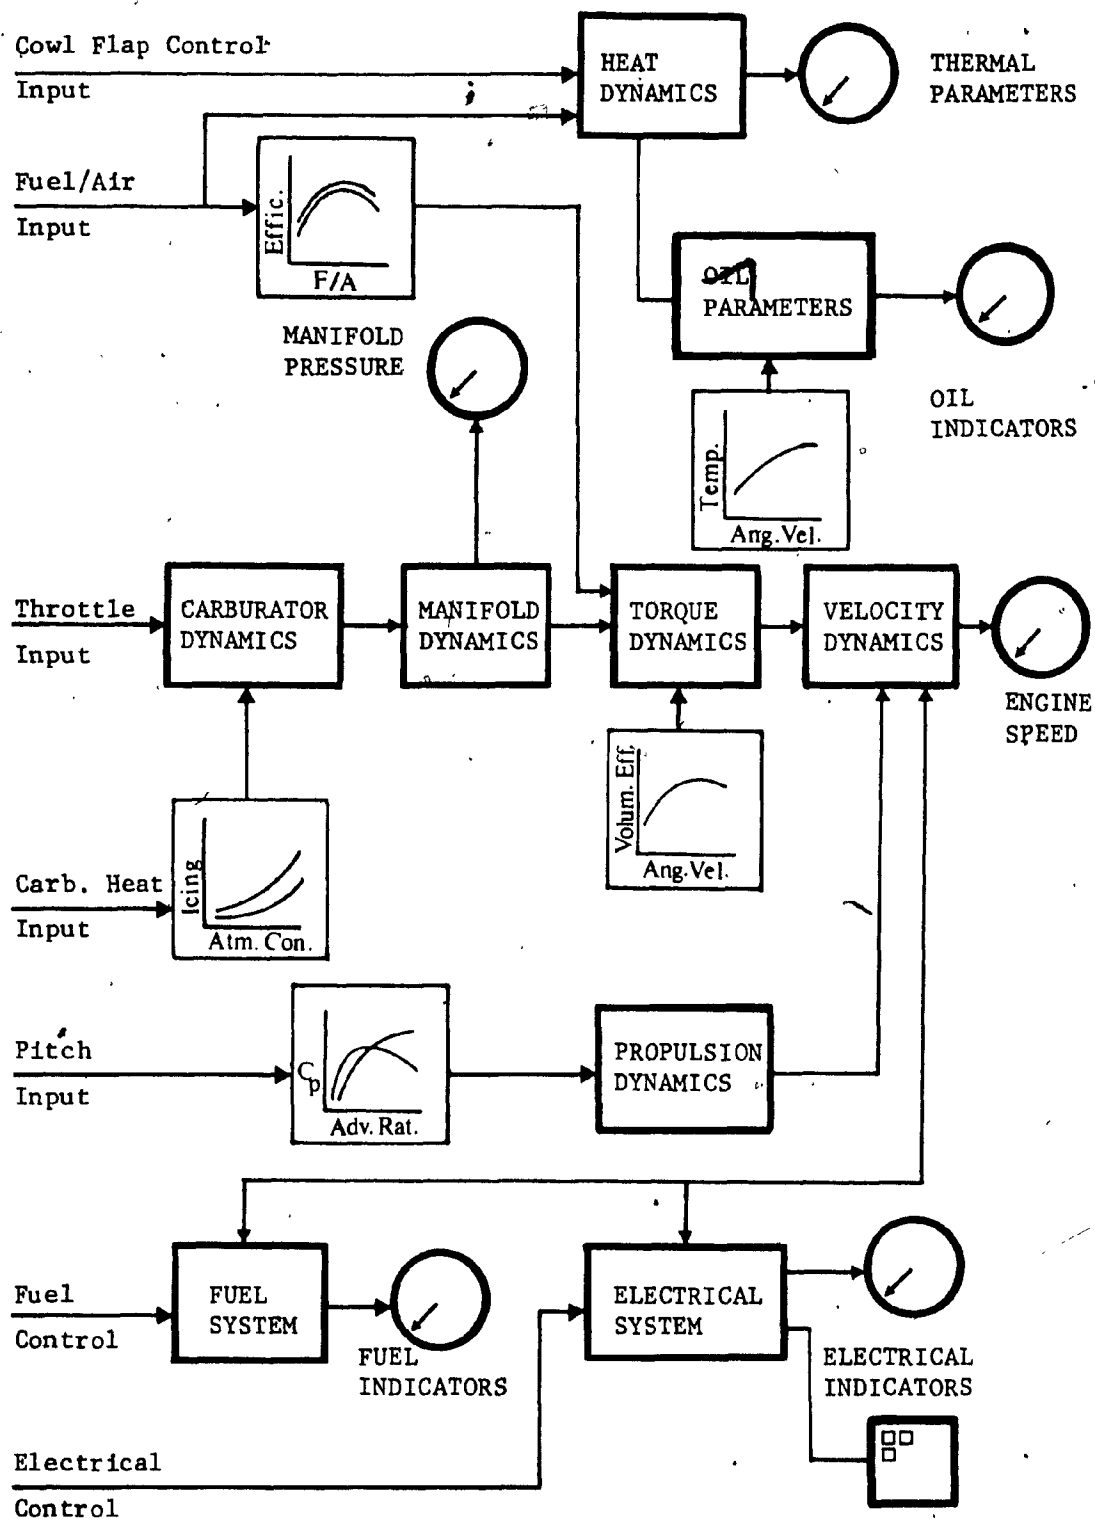 Cowl Flap Control
Input
HEAT
DYNAMICS
THERMAL
PARAMETERS
Fuel/Air
Input
Effic.
F/A
OIL
PARAMETERS
OIL
INDICATORS
MANIFOLD
PRESSURE
Temp.
Ang.Vel.
Throttle
Input
CARBURATOR
DYNAMICS
MANIFOLD
DYNAMICS
TORQUE
DYNAMICS
VELOCITY
DYNAMICS
ENGINE
SPEED
Volum. Eff.
Ang.Vel.
Carb. Heat
Input
Icing
Atm. Con.
Pitch
Input
Cp
Adv. Rat.
PROPULSION
DYNAMICS
Fuel
Control
FUEL
SYSTEM
FUEL
INDICATORS
ELECTRICAL
SYSTEM
ELECTRICAL
INDICATORS
Electrical
Control